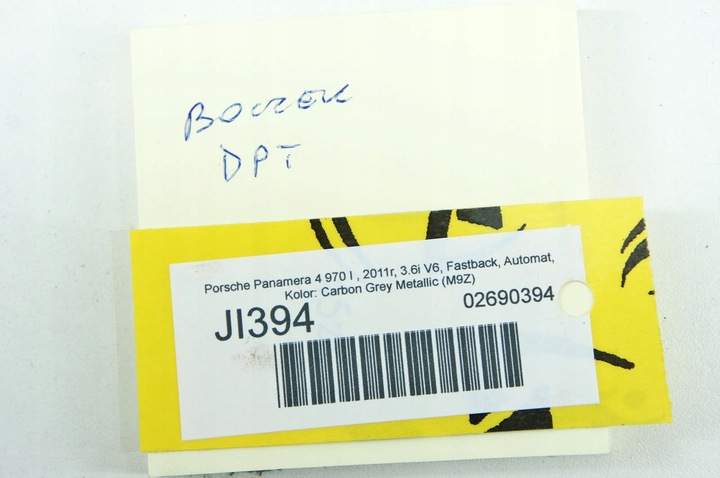 BOCZEK
DPT
Porsche Panamera 4 970 I , 2011r, 3.6i V6, Fastback, Automat,
Kolor: Carbon Grey Metallic (M9Z)
JI394
02690394